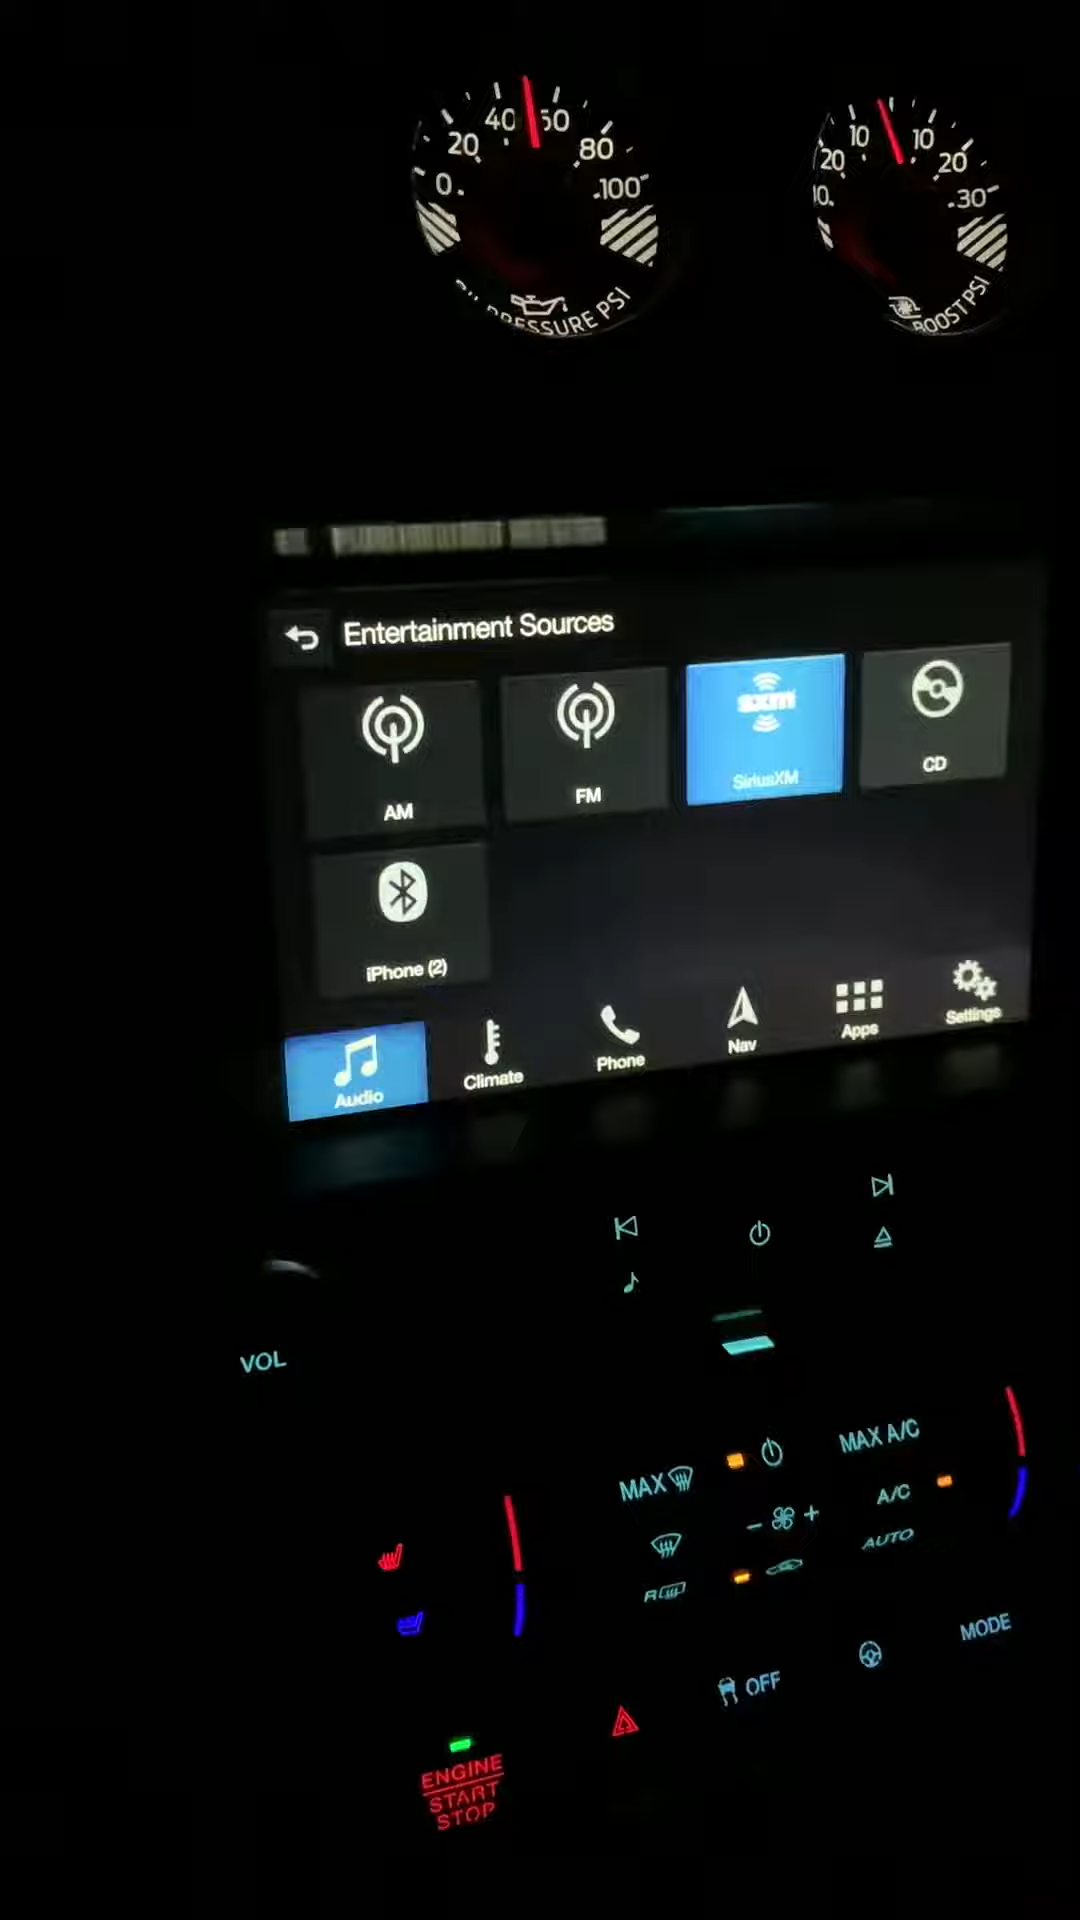 0 20 40 60 80 100
OIL PRESSURE PSI
20 10 10 20 30
BOOST PSI
Entertainment Sources
AM
FM
sxm
SiriusXM
CD
iPhone (2)
Audio
Climate
Phone
Nav
Apps
Settings
VOL
MAX
MAX A/C
A/C
AUTO
R
OFF
MODE
ENGINE
START
STOP